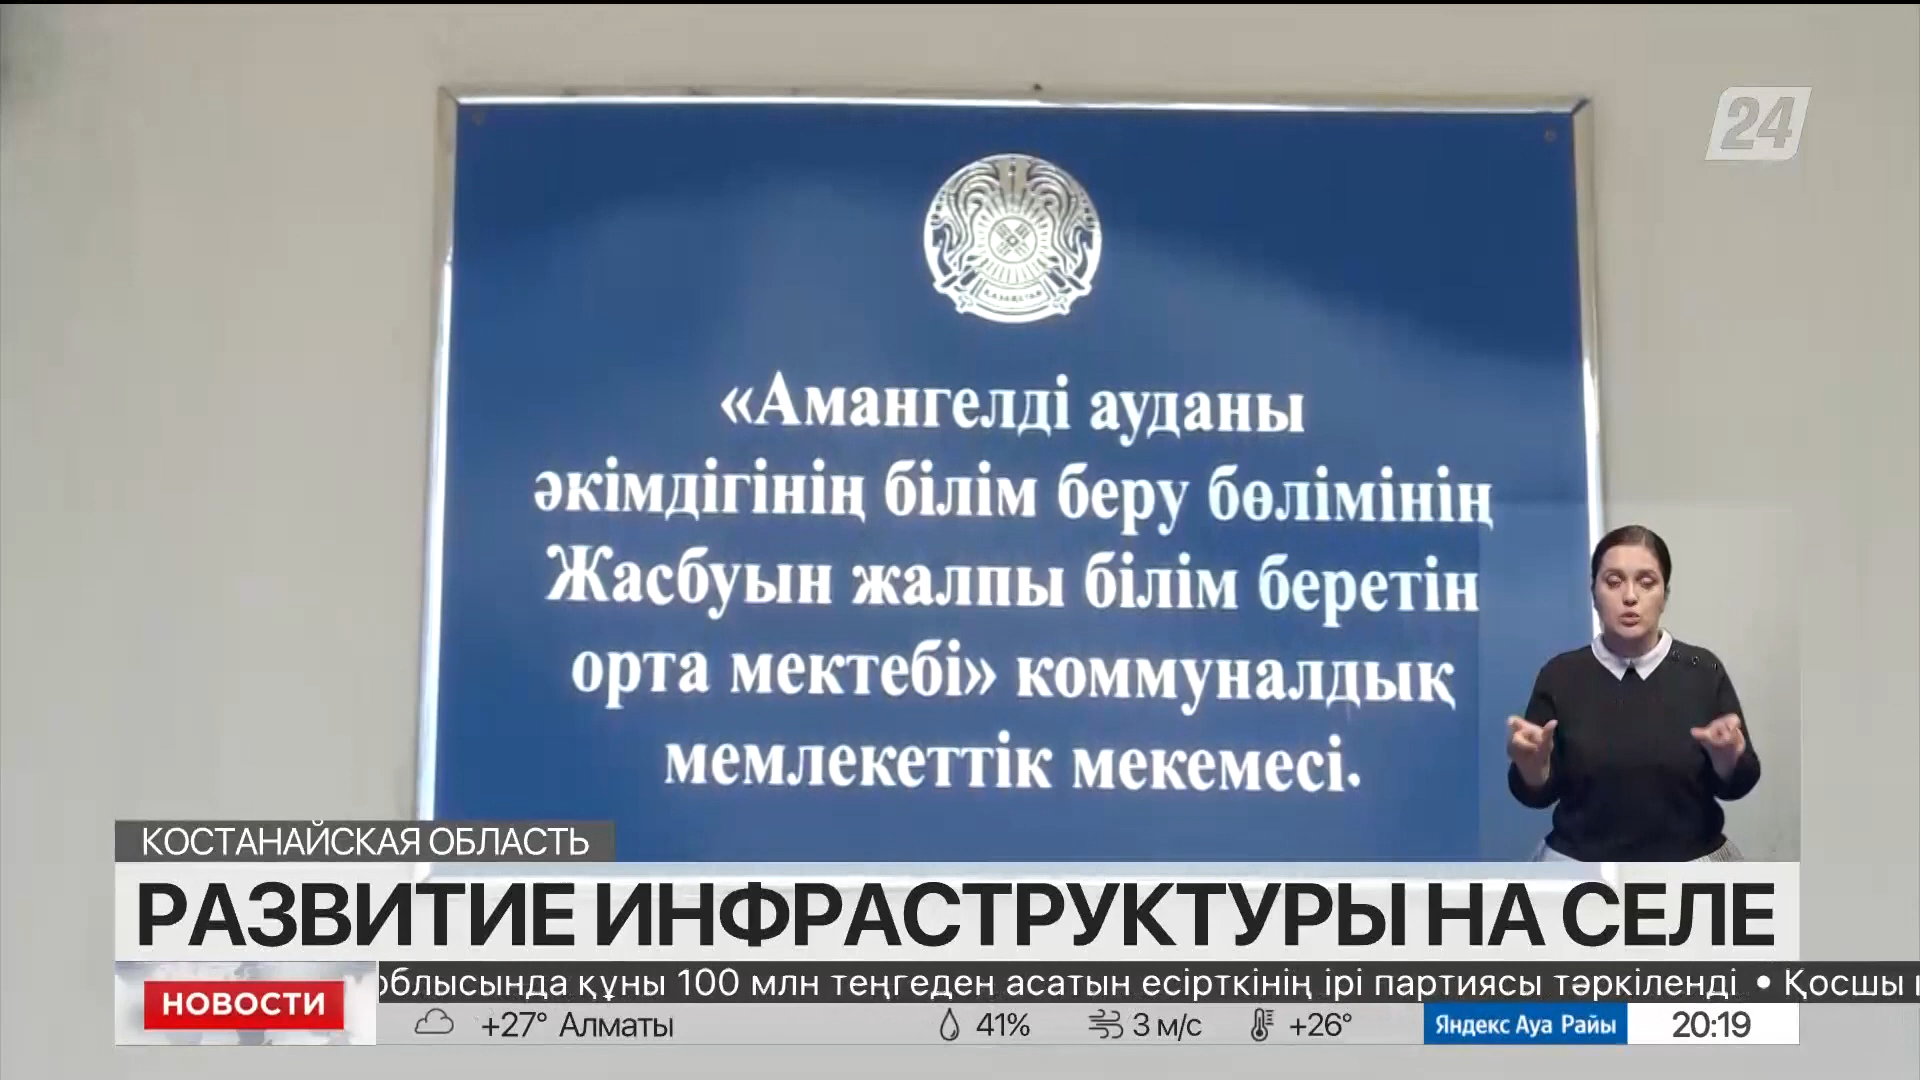 24
ҚАЗАҚСТАН
«Амангелді ауданы
әкімдігінің білім беру бөлімінің
Жасбуын жалпы білім беретін
орта мектебі» коммуналдық
мемлекеттік мекемесі.
КОСТАНАЙСКАЯ ОБЛАСТЬ
РАЗВИТИЕ ИНФРАСТРУКТУРЫ НА СЕЛЕ
НОВОСТИ
облысында құны 100 млн теңгеден асатын есірткінің ірі партиясы тәркіленді • Қосшы
+27° Алматы 41% 3 м/с +26° Яндекс Ауа Райы 20:19